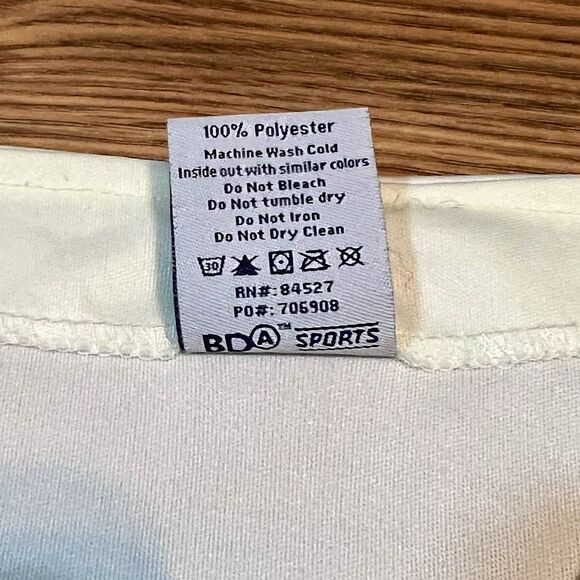 100% Polyester
Machine Wash Cold
Inside out with similar colors
Do Not Bleach
Do Not tumble dry
Do Not Iron
Do Not Dry Clean
30
RN#: 84527
PO#: 706908
BDA™ SPORTS